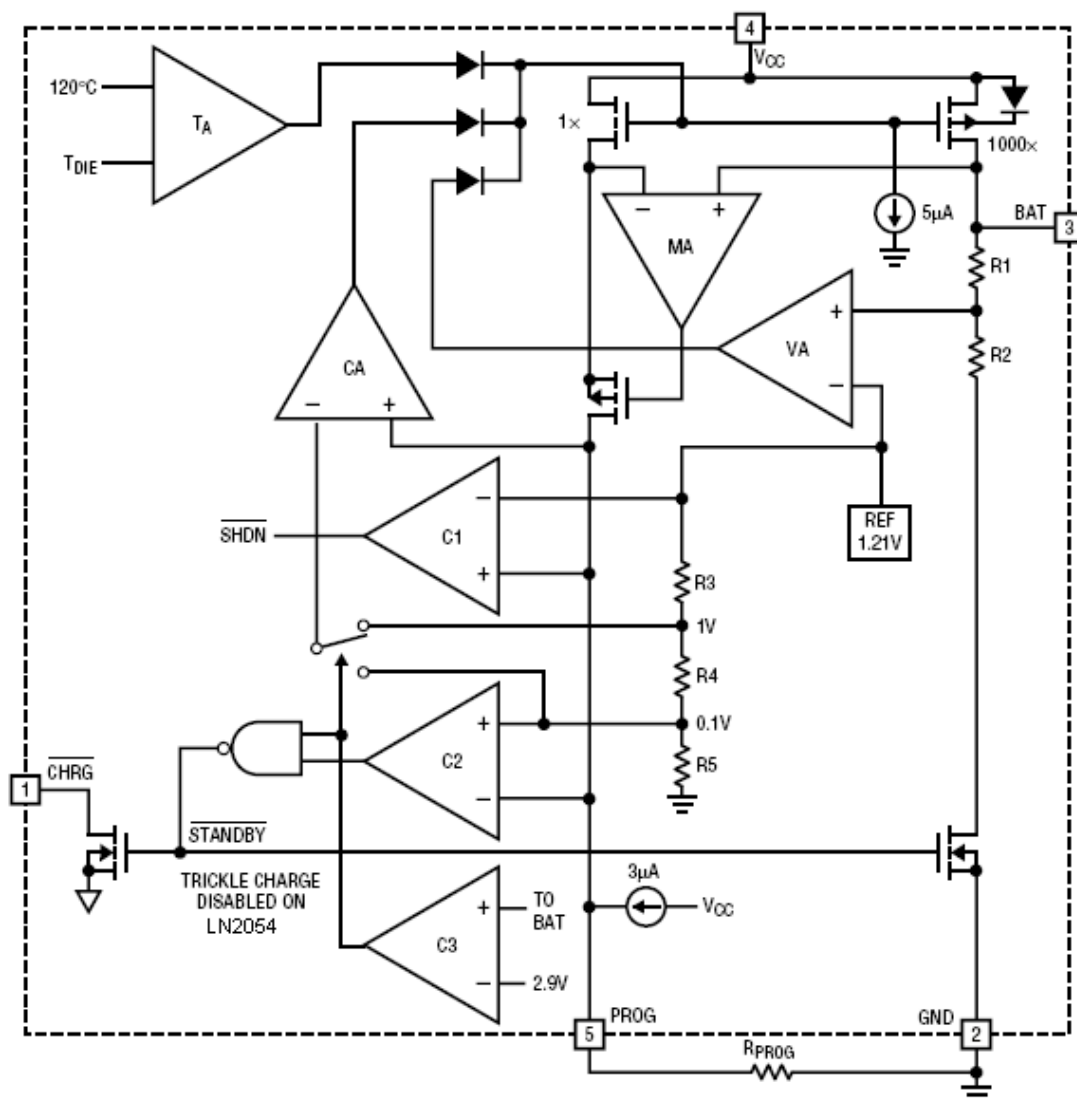 4
VCC
120°C
TA
TDIE
1×
1000×
– +
MA
5µA
BAT
3
R1
+
VA
–
R2
CA
– +
REF
1.21V
–
SHDN
C1
+
R3
1V
R4
+
0.1V
C2
R5
–
CHRG
1
STANDBY
TRICKLE CHARGE
DISABLED ON
LN2054
3µA
VCC
+
TO
BAT
C3
–
2.9V
PROG
5
GND
2
RPROG